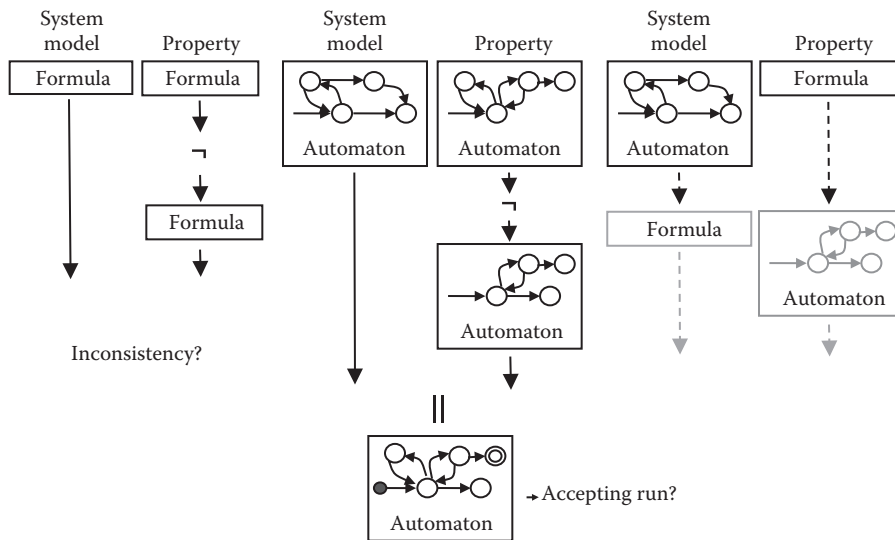 System
model
Property
System
model
Property
System
model
Property
Formula
Formula
Formula
Automaton
Automaton
Automaton
¬
¬
Formula
Formula
Automaton
Automaton
Inconsistency?
||
Accepting run?
Automaton